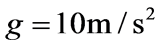 g = 10m / s²